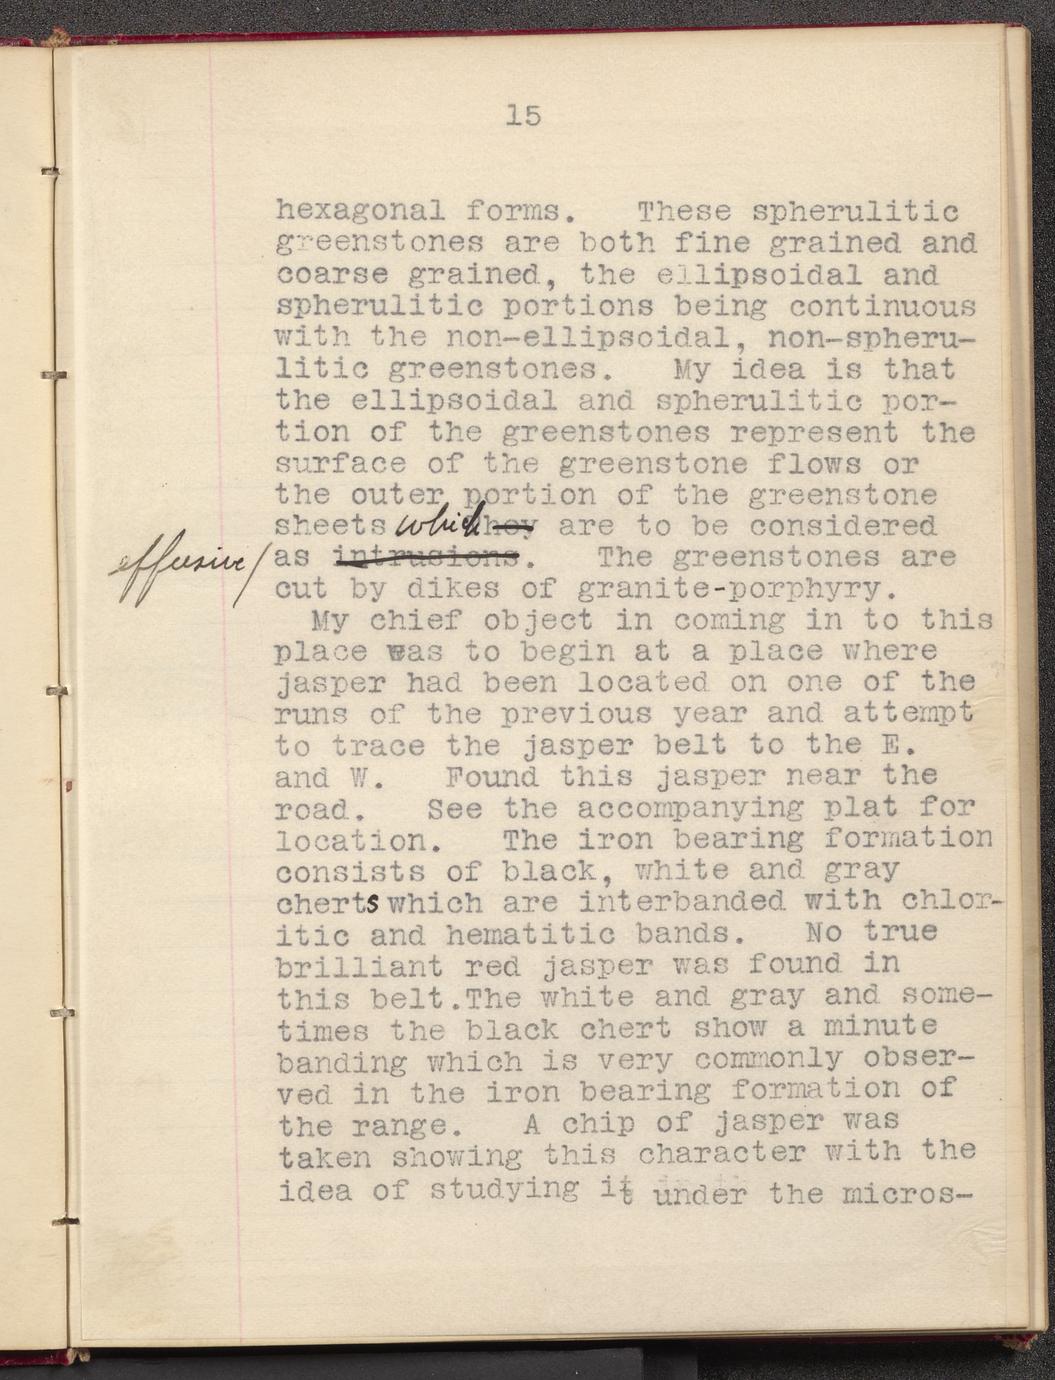 15
hexagonal forms. These spherulitic
greenstones are both fine grained and
coarse grained, the ellipsoidal and
spherulitic portions being continuous
with the non-ellipsoidal, non-spheru-
litic greenstones. My idea is that
the ellipsoidal and spherulitic por-
tion of the greenstones represent the
surface of the greenstone flows or
the outer portion of the greenstone
sheets which hey are to be considered
effusive/ as intrusions. The greenstones are
cut by dikes of granite-porphyry.
My chief object in coming in to this
place was to begin at a place where
jasper had been located on one of the
runs of the previous year and attempt
to trace the jasper belt to the E.
and W. Found this jasper near the
road. See the accompanying plat for
location. The iron bearing formation
consists of black, white and gray
cherts which are interbanded with chlor-
itic and hematitic bands. No true
brilliant red jasper was found in
this belt.The white and gray and some-
times the black chert show a minute
banding which is very commonly obser-
ved in the iron bearing formation of
the range. A chip of jasper was
taken showing this character with the
idea of studying it under the micros-